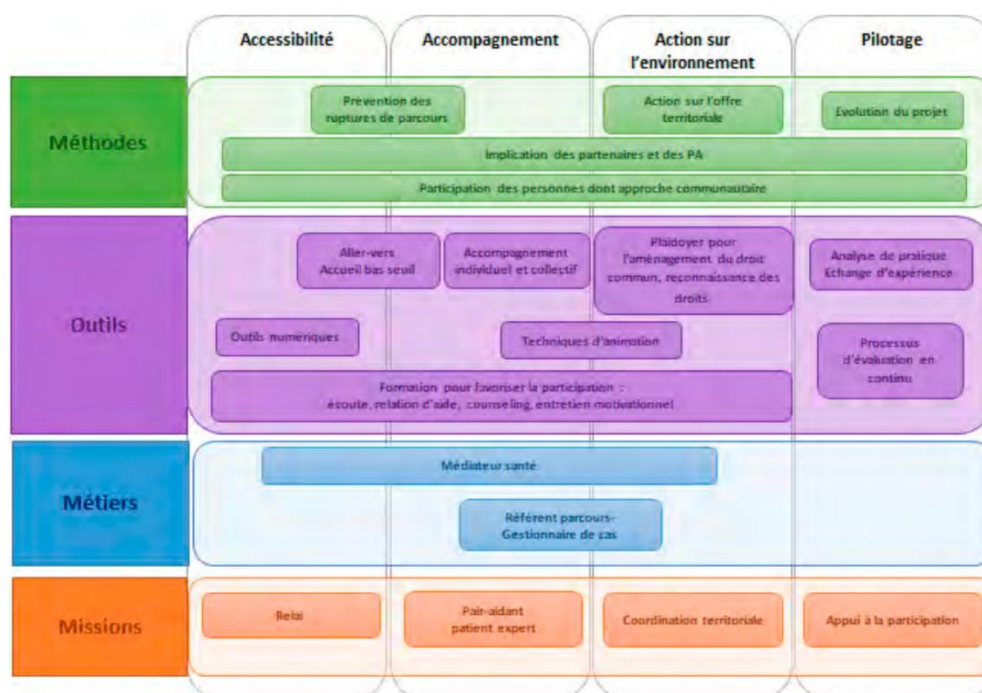 Accessibilité
Accompagnement
Action sur
l'environnement
Pilotage
Méthodes
Prévention des
ruptures de parcours
Action sur l'offre
territoriale
Evolution du projet
Implication des partenaires et des PA
Participation des personnes dont approche communautaire
Outils
Aller-vers
Accueil bas seuil
Accompagnement
individuel et collectif
Plaidoyer pour
l'aménagement du droit
commun, reconnaissance des
droits
Analyse de pratique
Echange d'expérience
Outils numériques
Techniques d'animation
Processus
d'évaluation en
continu
Formation pour favoriser la participation :
écoute, relation d'aide, counseling, entretien motivationnel
Métiers
Médiateur santé
Référent parcours-
Gestionnaire de cas
Missions
Relai
Pair-aidant
patient expert
Coordination territoriale
Appui à la participation